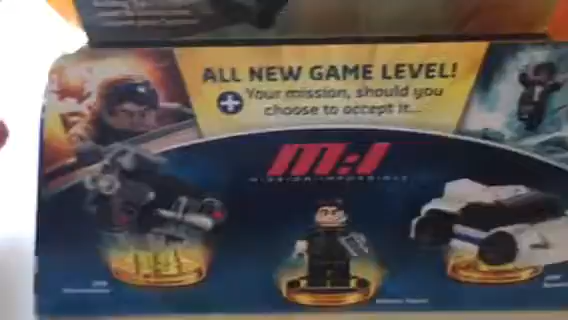 ALL NEW GAME LEVEL!
+ Your mission, should you
choose to accept it...
M:I
MISSION:IMPOSSIBLE